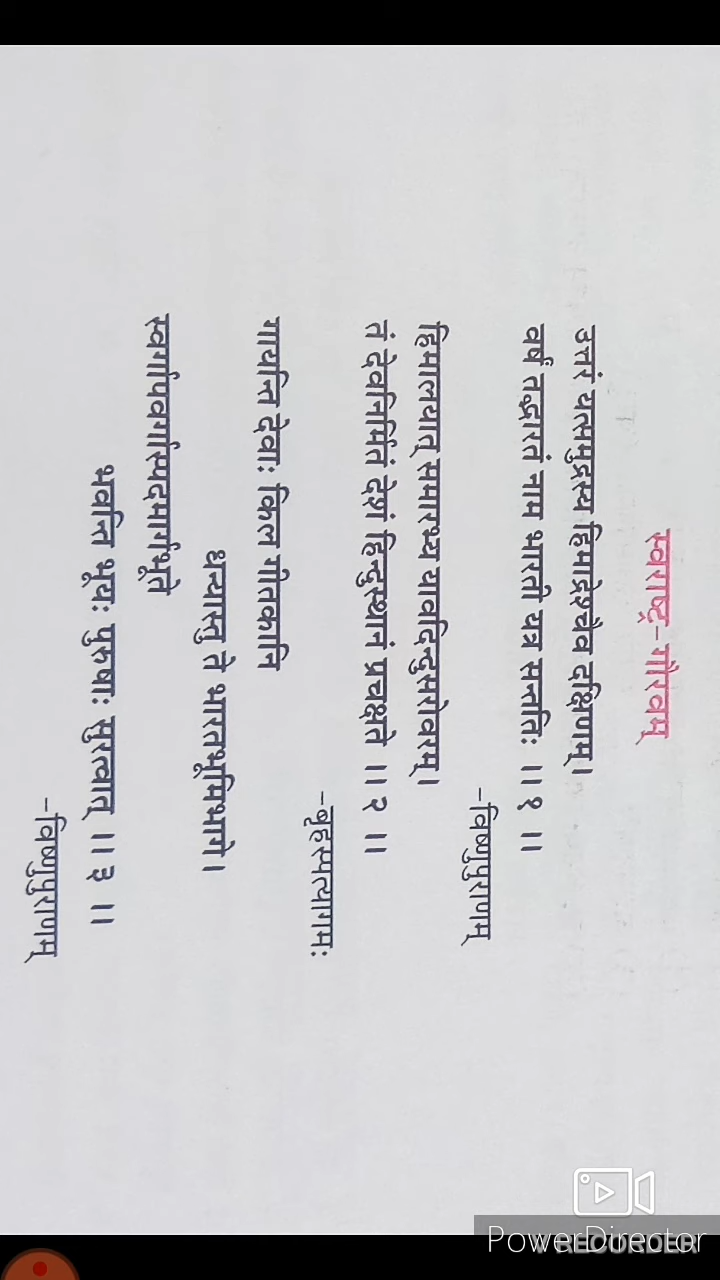 स्वराष्ट्र-गौरवम्
उत्तरं यत्समुद्रस्य हिमाद्रेश्चैव दक्षिणम्।
वर्षं तद्भारतं नाम भारती यत्र सन्ततिः ।। १ ।।
-विष्णुपुराणम्
हिमालयात् समारभ्य यावदिन्दुसरोवरम्।
तं देवनिर्मितं देशं हिन्दुस्थानं प्रचक्षते ।। २ ।।
-बृहस्पत्यागमः
गायन्ति देवाः किल गीतकानि
धन्यास्तु ते भारतभूमिभागे।
स्वर्गापवर्गास्पदमार्गभूते
भवन्ति भूयः पुरुषाः सुरत्वात् ।। ३ ।।
-विष्णुपुराणम्
PowerDirector